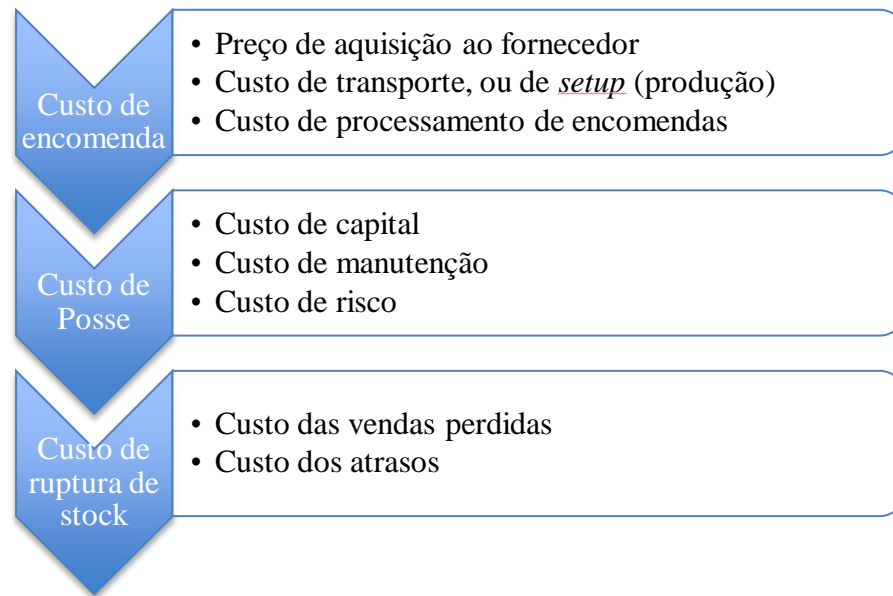 Custo de
encomenda
• Preço de aquisição ao fornecedor
• Custo de transporte, ou de setup (produção)
• Custo de processamento de encomendas
Custo de
Posse
• Custo de capital
• Custo de manutenção
• Custo de risco
Custo de
ruptura de
stock
• Custo das vendas perdidas
• Custo dos atrasos